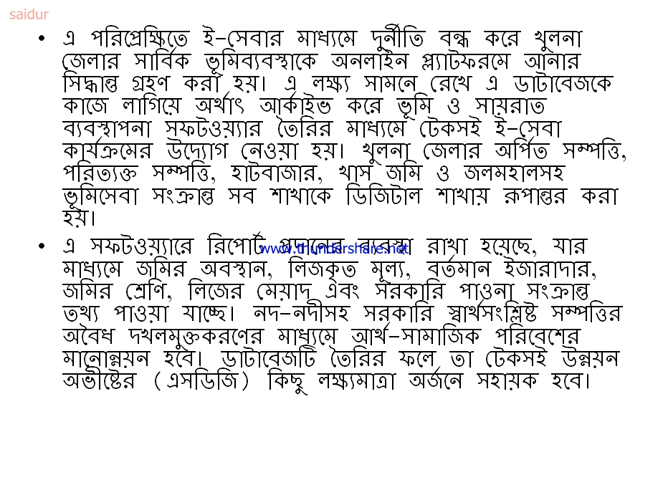 saidur
• এ পরিপ্রেক্ষিতে ই-সেবার মাধ্যমে দুর্নীতি বন্ধ করে খুলনা
জেলার সার্বিক ভূমিব্যবস্থাকে অনলাইন প্ল্যাটফরমে আনার
সিদ্ধান্ত গ্রহণ করা হয়। এ লক্ষ্য সামনে রেখে এ ডাটাবেজকে
কাজে লাগিয়ে অর্থাৎ আর্কাইভ করে ভূমি ও সায়রাত
ব্যবস্থাপনা সফটওয়্যার তৈরির মাধ্যমে টেকসই ই-সেবা
কার্যক্রমের উদ্যোগ নেওয়া হয়। খুলনা জেলার অর্পিত সম্পত্তি,
পরিত্যক্ত সম্পত্তি, হাটবাজার, খাস জমি ও জলমহালসহ
ভূমিসেবা সংক্রান্ত সব শাখাকে ডিজিটাল শাখায় রূপান্তর করা
হয়।
• এ সফটওয়্যারে রিপোর্ট প্রদানের ব্যবস্থা রাখা হয়েছে, যার
www.thundershare.net
মাধ্যমে জমির অবস্থান, লিজকৃত মূল্য, বর্তমান ইজারাদার,
জমির শ্রেণি, লিজের মেয়াদ এবং সরকারি পাওনা সংক্রান্ত
তথ্য পাওয়া যাচ্ছে। নদ-নদীসহ সরকারি স্বার্থসংশ্লিষ্ট সম্পত্তির
অবৈধ দখলমুক্তকরণের মাধ্যমে আর্থ-সামাজিক পরিবেশের
মানোন্নয়ন হবে। ডাটাবেজটি তৈরির ফলে তা টেকসই উন্নয়ন
অভীষ্টের (এসডিজি) কিছু লক্ষ্যমাত্রা অর্জনে সহায়ক হবে।